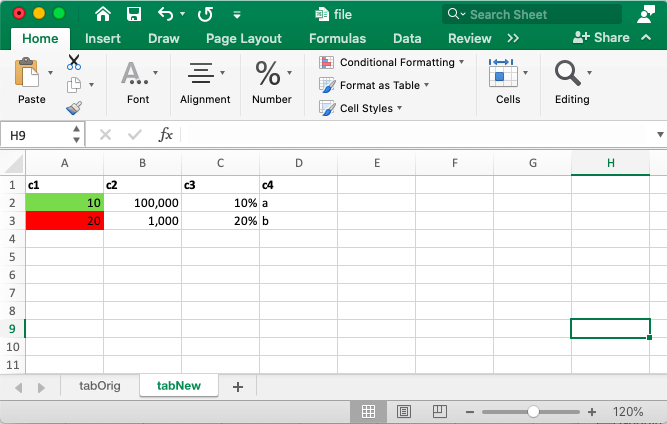 file
Search Sheet
Home Insert Draw Page Layout Formulas Data Review >> Share
Paste
A..
Font
Alignment
%
Number
Conditional Formatting
Format as Table
Cell Styles
Cells
Editing
H9
fx
A B C D E F G H
1 c1 c2 c3 c4
2 10 100,000 10% a
3 20 1,000 20% b
4
5
6
7
8
9
10
11
tabOrig tabNew +
− + 120%